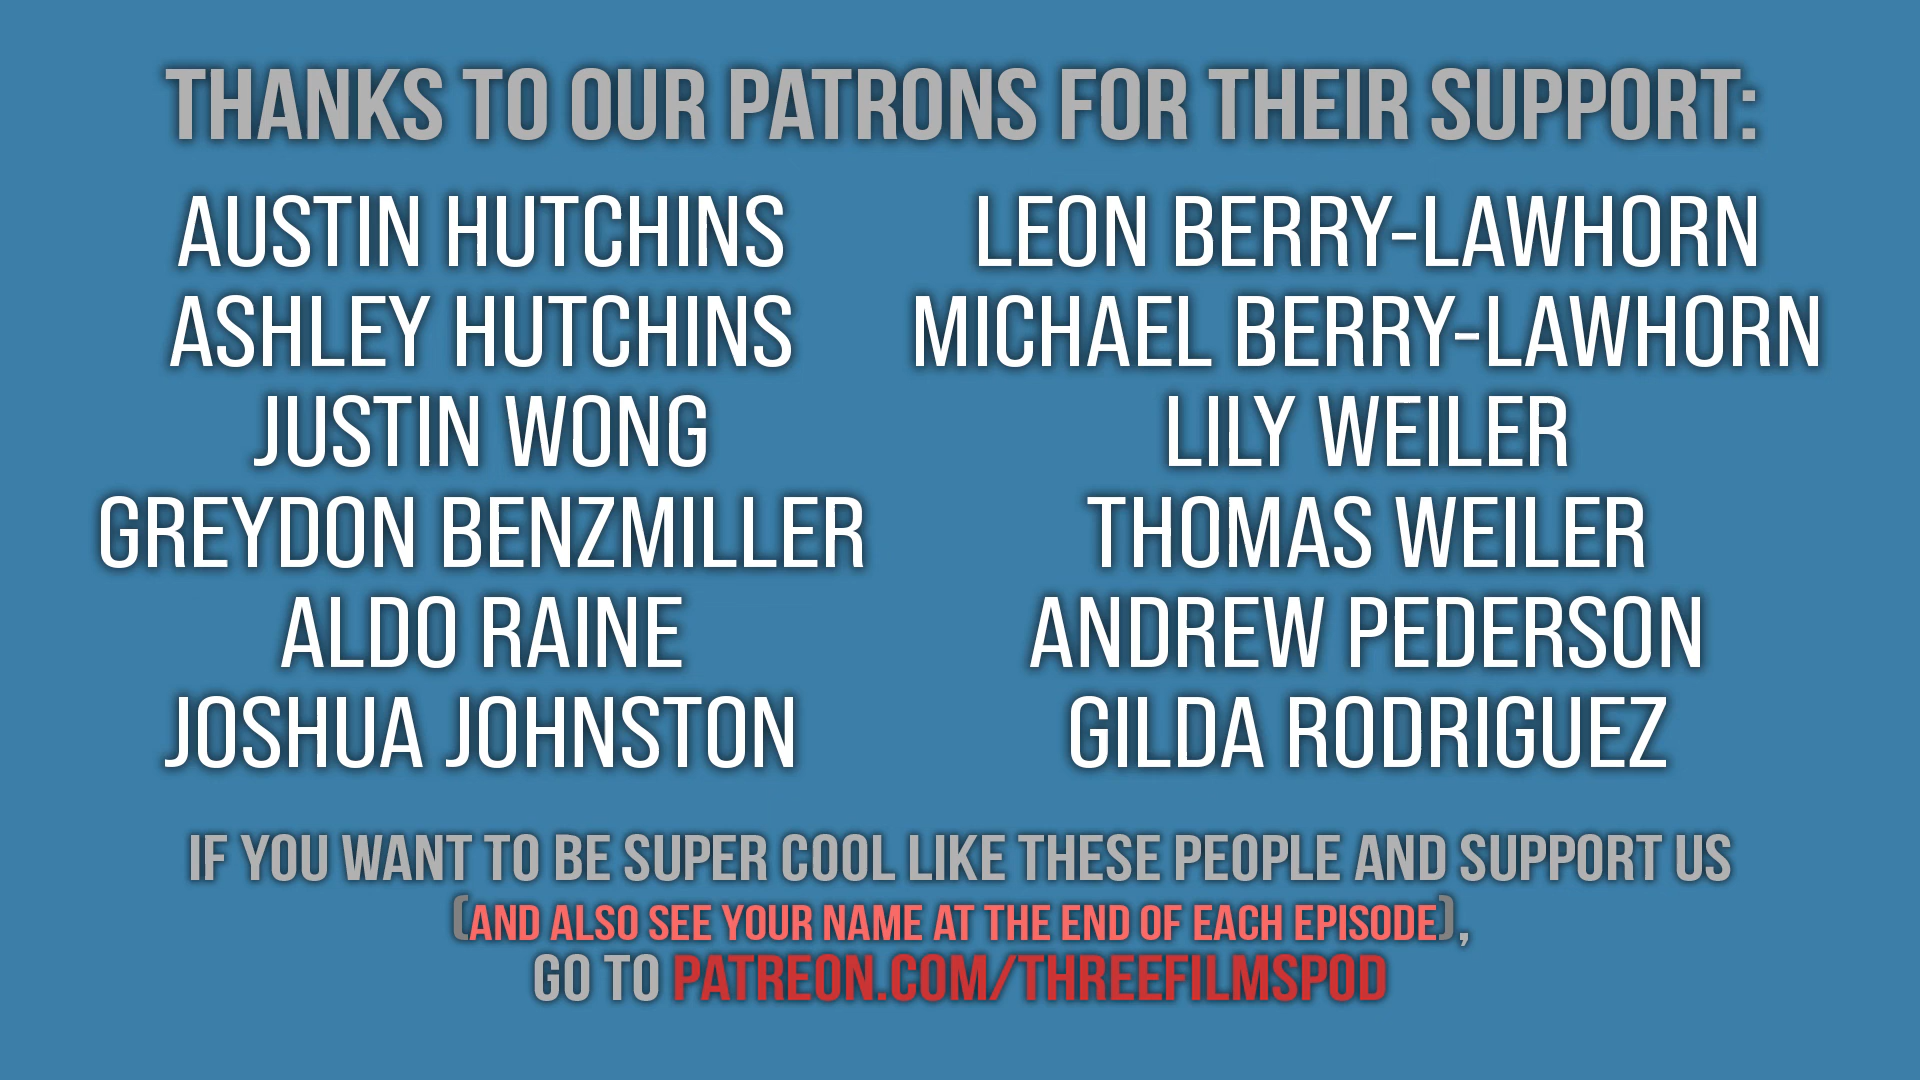 THANKS TO OUR PATRONS FOR THEIR SUPPORT:
AUSTIN HUTCHINS
ASHLEY HUTCHINS
JUSTIN WONG
GREYDON BENZMILLER
ALDO RAINE
JOSHUA JOHNSTON
LEON BERRY-LAWHORN
MICHAEL BERRY-LAWHORN
LILY WEILER
THOMAS WEILER
ANDREW PEDERSON
GILDA RODRIGUEZ
IF YOU WANT TO BE SUPER COOL LIKE THESE PEOPLE AND SUPPORT US
(AND ALSO SEE YOUR NAME AT THE END OF EACH EPISODE),
GO TO PATREON.COM/THREEFILMSPOD